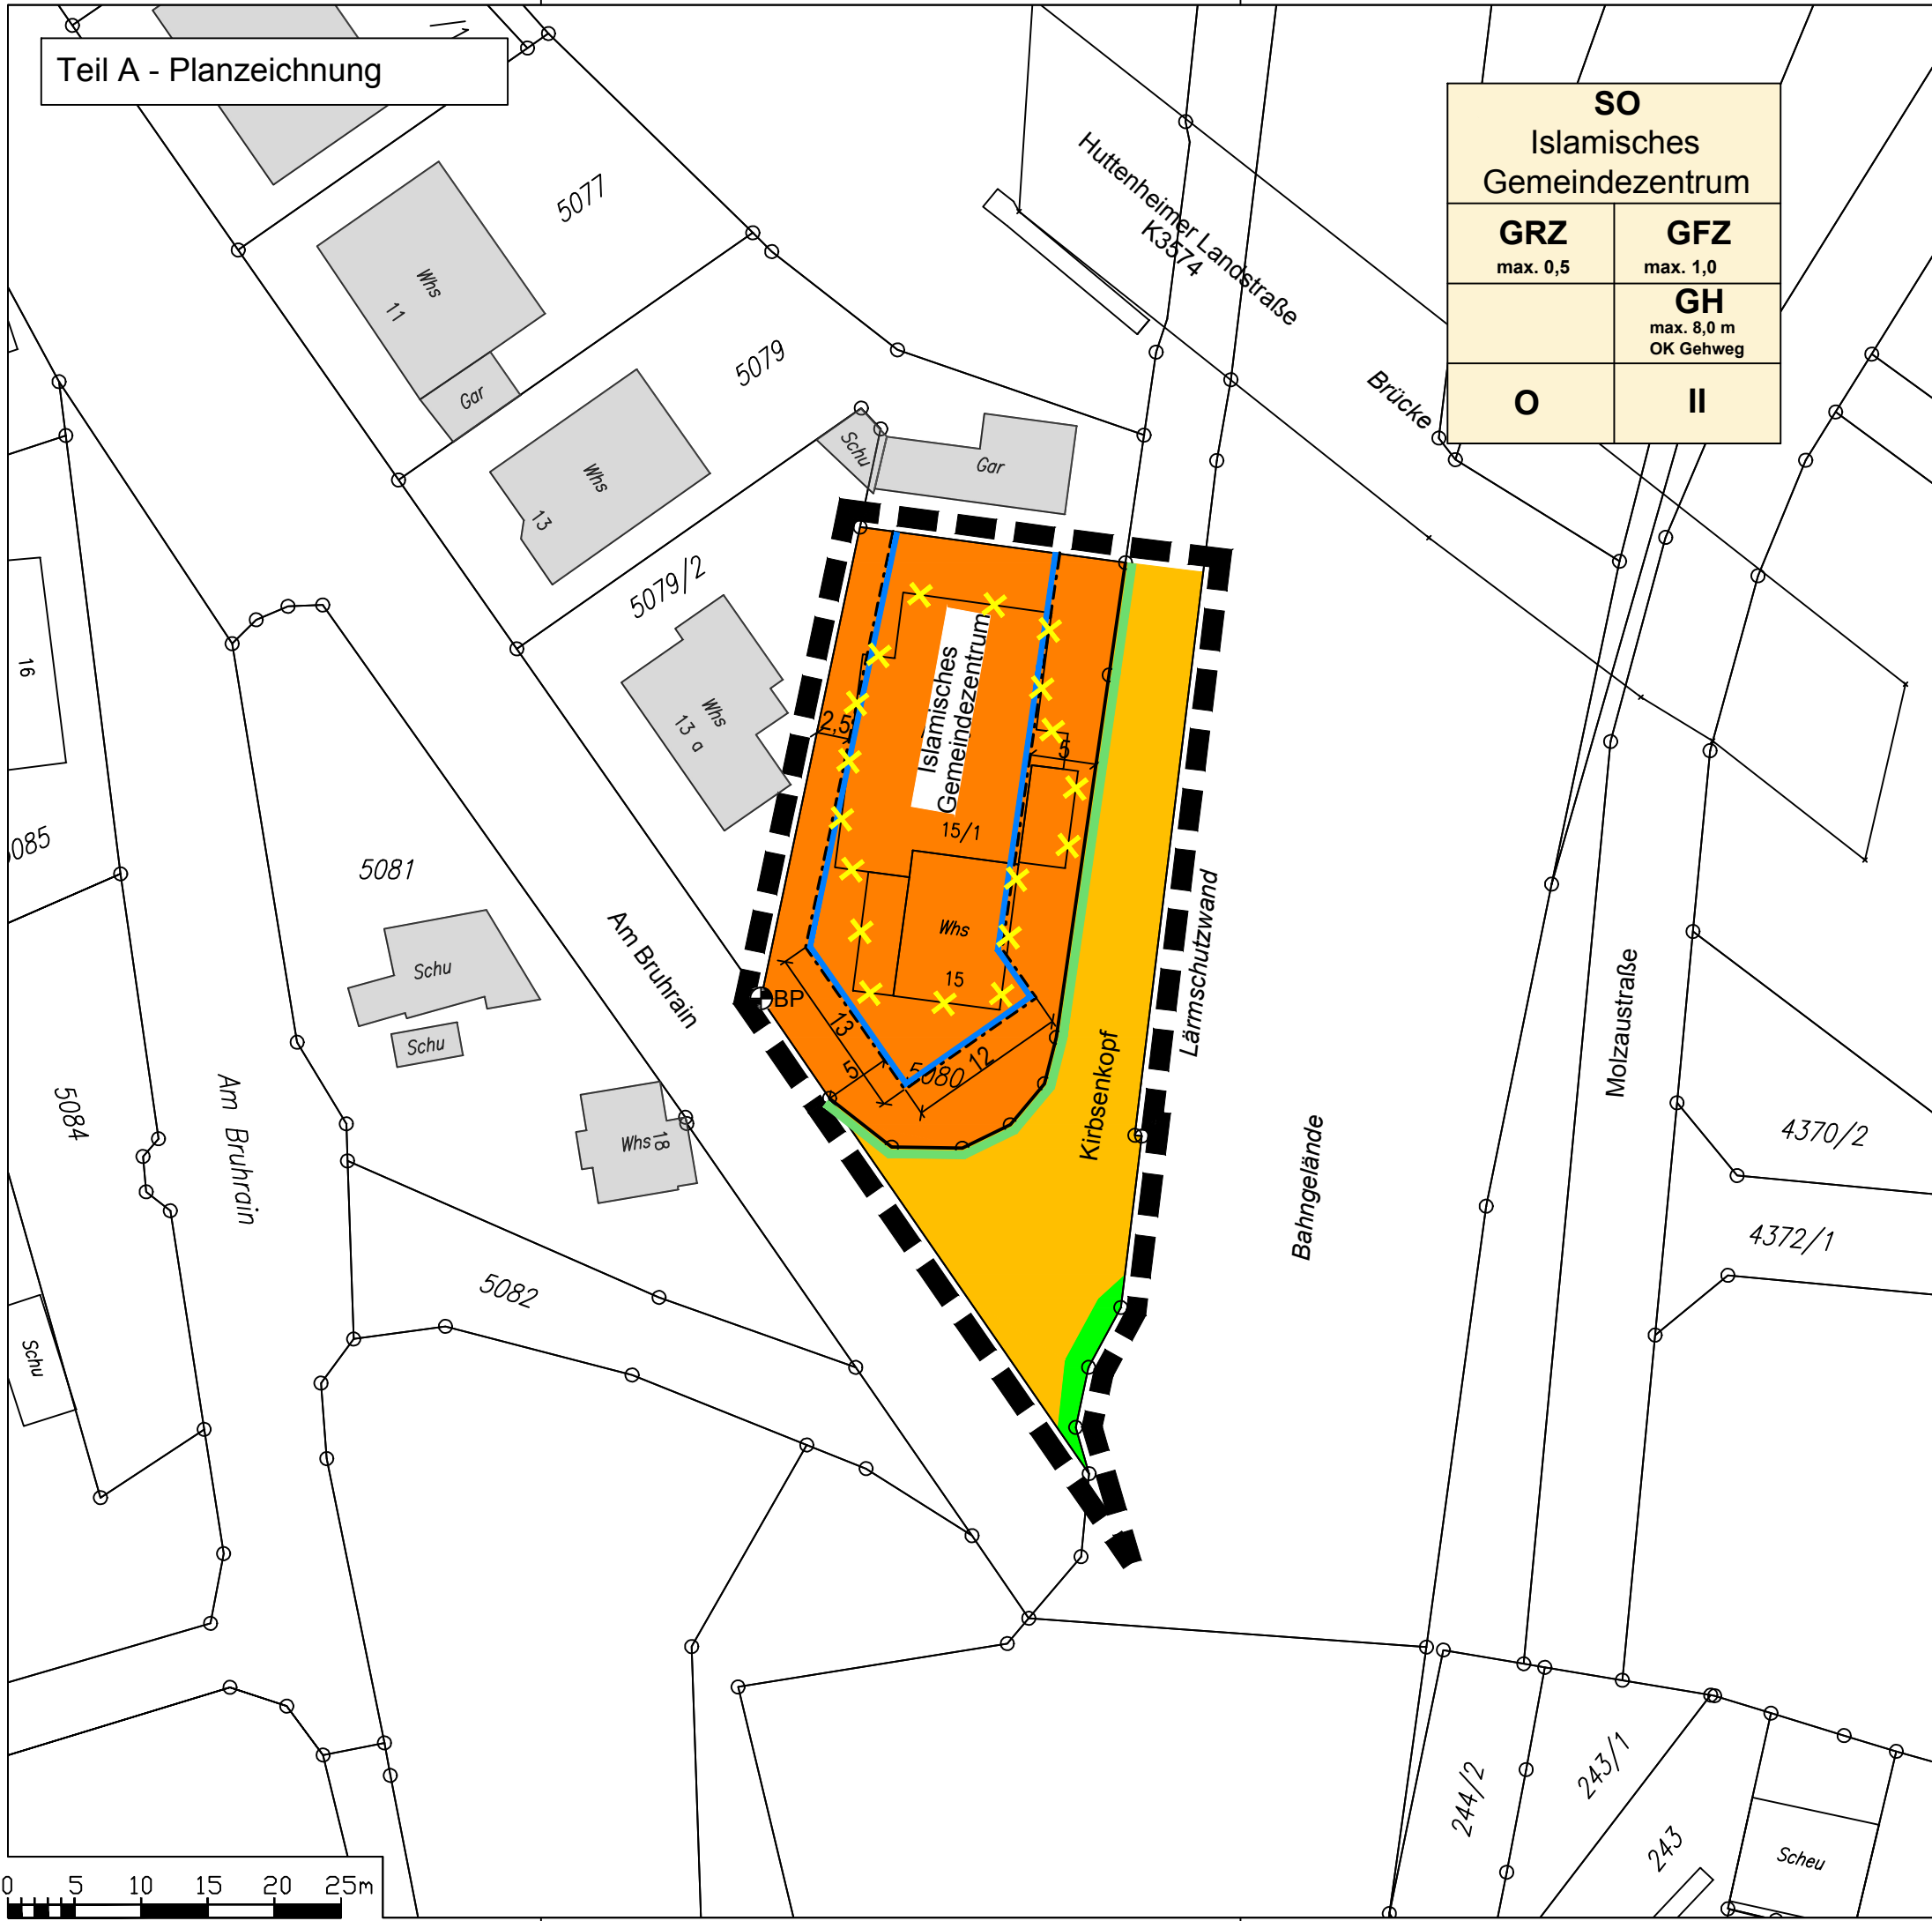 Teil A - Planzeichnung
SO
Islamisches
Gemeindezentrum
GRZ
max. 0,5
GFZ
max. 1,0
GH
max. 8,0 m
OK Gehweg
O
II
Huttenheimer Landstraße
K3574
Brücke
5077
Whs
11
Gar
5079
Whs
13
Schu
Gar
5079/2
Whs
13 a
16
2,5
Islamisches
Gemeindezentrum
5
15/1
5085
5081
Whs
15
Schu
Schu
Am Bruhrain
BP
13
5
12
5080
Lärmschutzwand
Kirbsenkopf
Bahngelände
Molzaustraße
5084
Am Bruhrain
Whs
18
4370/2
4372/1
5082
Schu
244/2
243/1
243
Scheu
0 5 10 15 20 25m